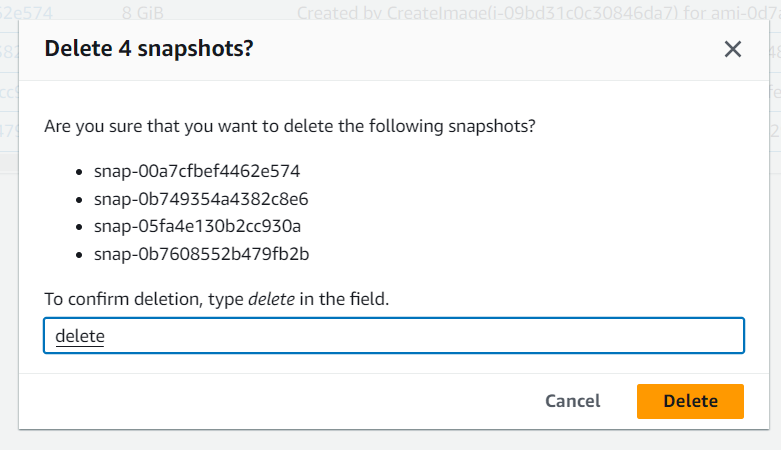 62e574 8 GiB Created by CreateImage(i-09bd31c0c30846da7) for ami-0d7
Delete 4 snapshots?
Are you sure that you want to delete the following snapshots?
• snap-00a7cfbef4462e574
• snap-0b749354a4382c8e6
• snap-05fa4e130b2cc930a
• snap-0b7608552b479fb2b
To confirm deletion, type delete in the field.
delete
Cancel Delete